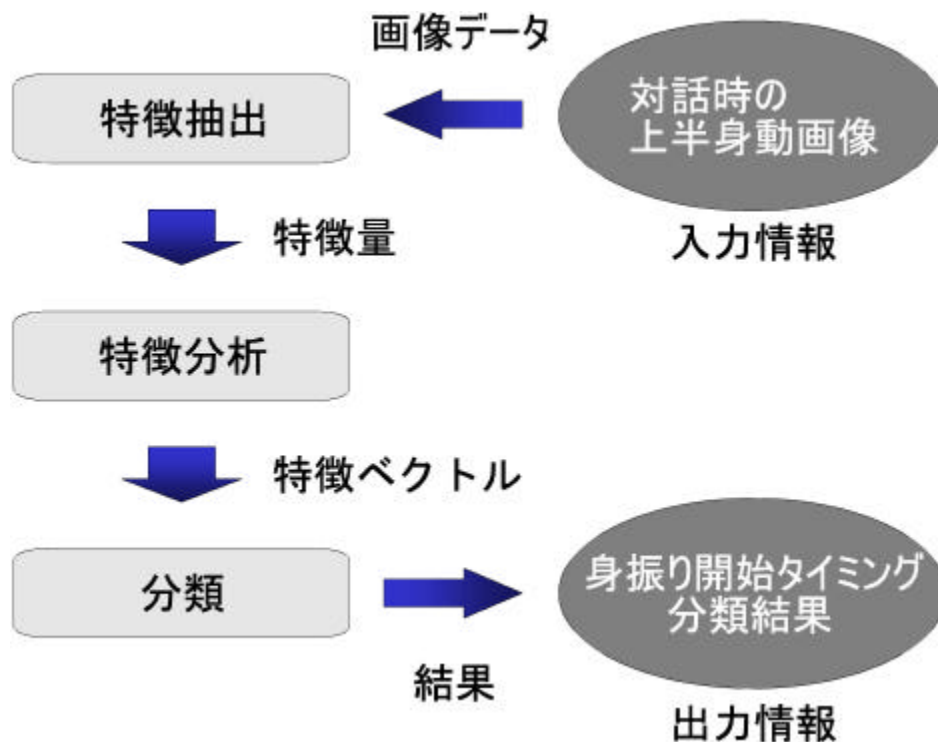 画像データ
対話時の
上半身動画像
入力情報
特徴抽出
特徴量
特徴分析
特徴ベクトル
分類
結果
身振り開始タイミング
分類結果
出力情報